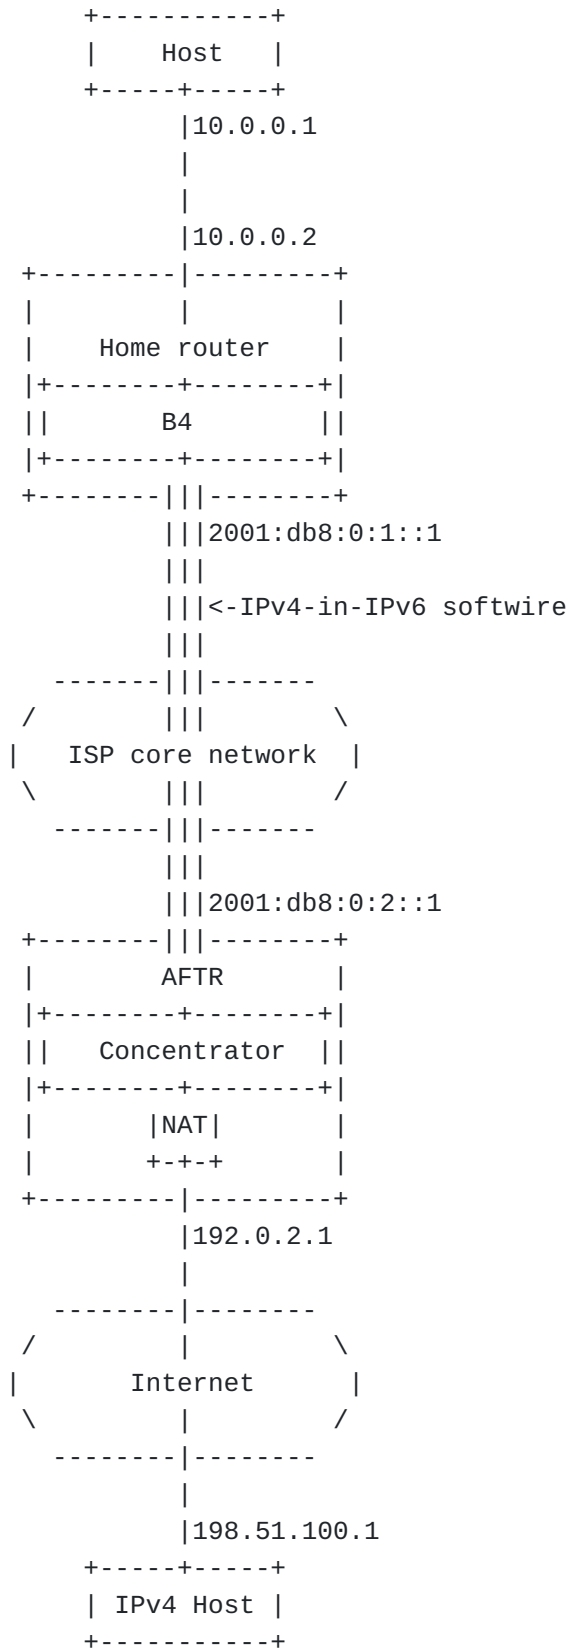 Host
10.0.0.1
10.0.0.2
Home router
B4
2001:db8:0:1::1
<-IPv4-in-IPv6 softwire
ISP core network
2001:db8:0:2::1
AFTR
Concentrator
NAT
192.0.2.1
Internet
198.51.100.1
IPv4 Host